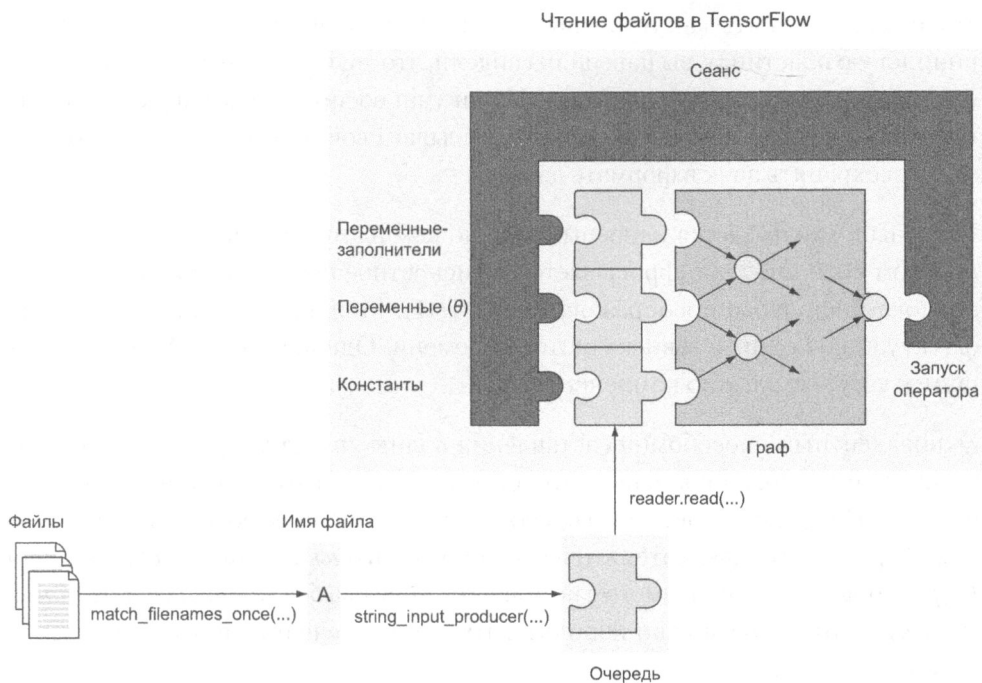 Чтение файлов в TensorFlow
Сеанс
Переменные-
заполнители
Переменные (θ)
Константы
Запуск
оператора
Граф
reader.read(...)
Файлы
Имя файла
A
match_filenames_once(...)
string_input_producer(...)
Очередь